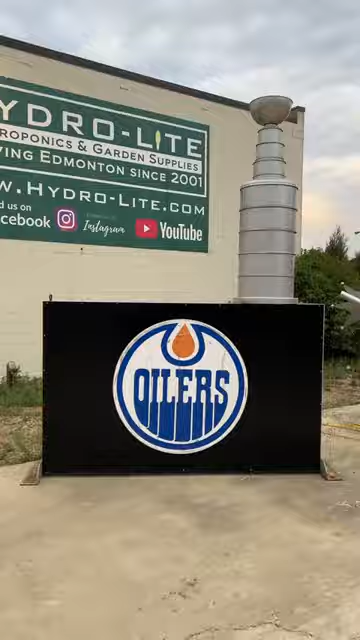 YDRO-LITE
ROPONICS & GARDEN SUPPLIES
VING EDMONTON SINCE 2001
W.HYDRO-LITE.COM
d us on
cebook
Instagram
YouTube
OILERS